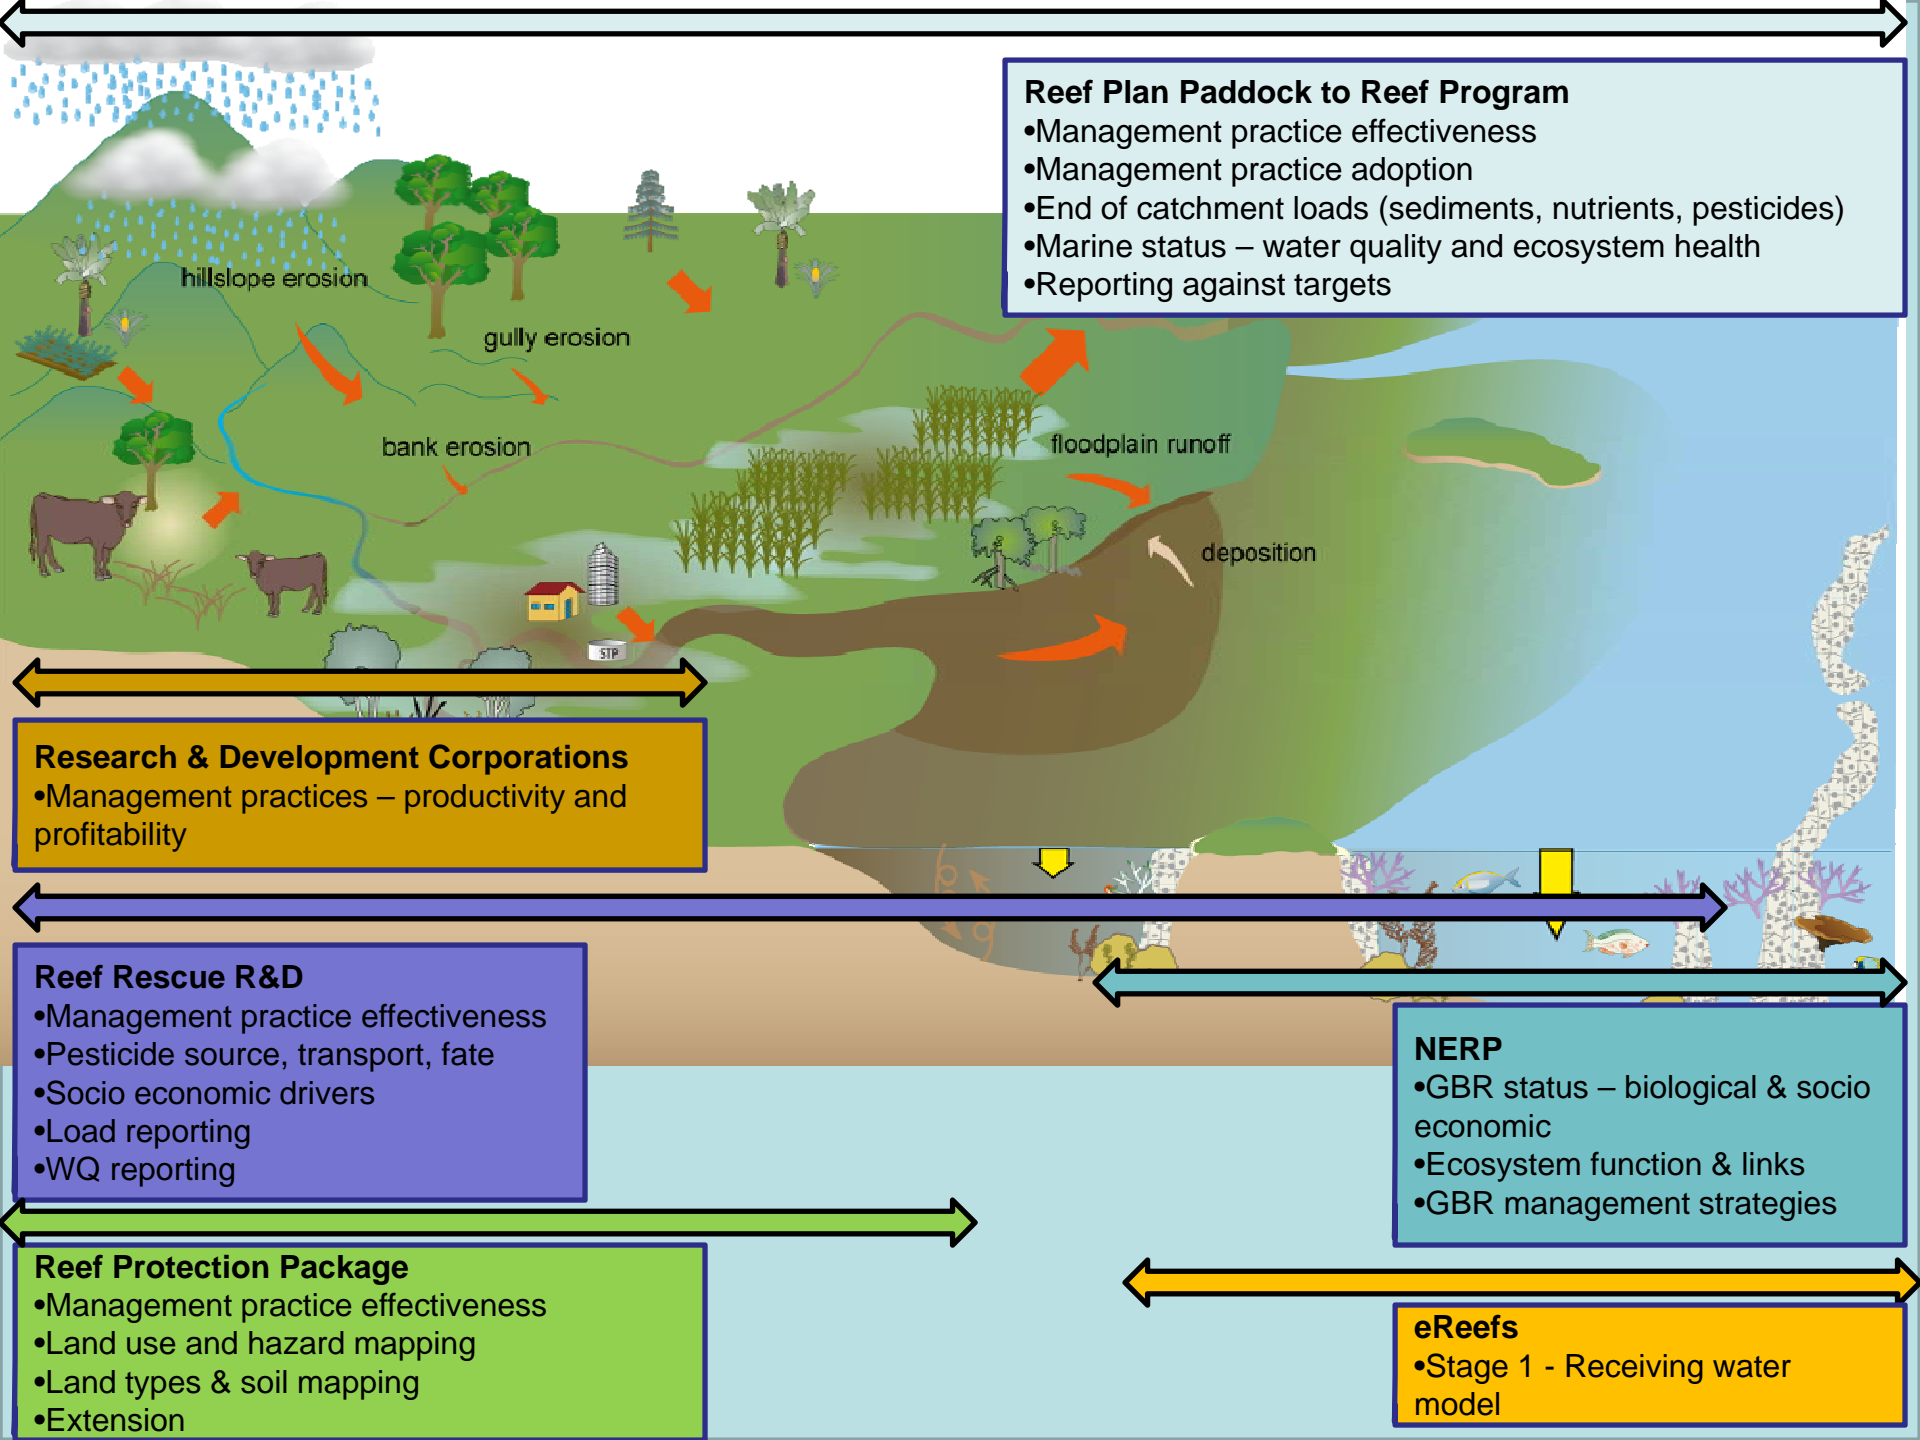 Reef Plan Paddock to Reef Program
•Management practice effectiveness
•Management practice adoption
•End of catchment loads (sediments, nutrients, pesticides)
•Marine status – water quality and ecosystem health
•Reporting against targets
hillslope erosion
gully erosion
bank erosion
floodplain runoff
deposition
STP
Research & Development Corporations
•Management practices – productivity and
profitability
Reef Rescue R&D
•Management practice effectiveness
•Pesticide source, transport, fate
•Socio economic drivers
•Load reporting
•WQ reporting
NERP
•GBR status – biological & socio
economic
•Ecosystem function & links
•GBR management strategies
Reef Protection Package
•Management practice effectiveness
•Land use and hazard mapping
•Land types & soil mapping
•Extension
eReefs
•Stage 1 - Receiving water
model